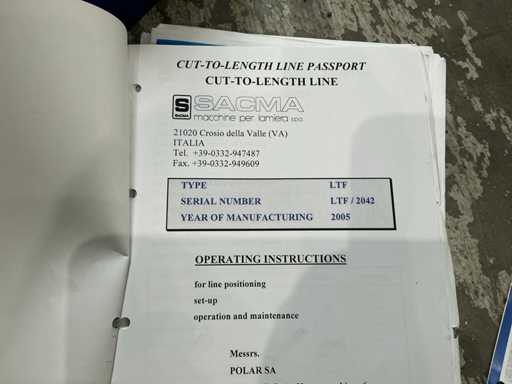 CUT-TO-LENGTH LINE PASSPORT
CUT-TO-LENGTH LINE
S SACMA
SACMA macchine per lamiera s.p.a.
21020 Crosio della Valle (VA)
ITALIA
Tel. +39-0332-947487
Fax. +39-0332-949609
TYPE LTF
SERIAL NUMBER LTF / 2042
YEAR OF MANUFACTURING 2005
OPERATING INSTRUCTIONS
for line positioning
set-up
operation and maintenance
Messrs.
POLAR SA